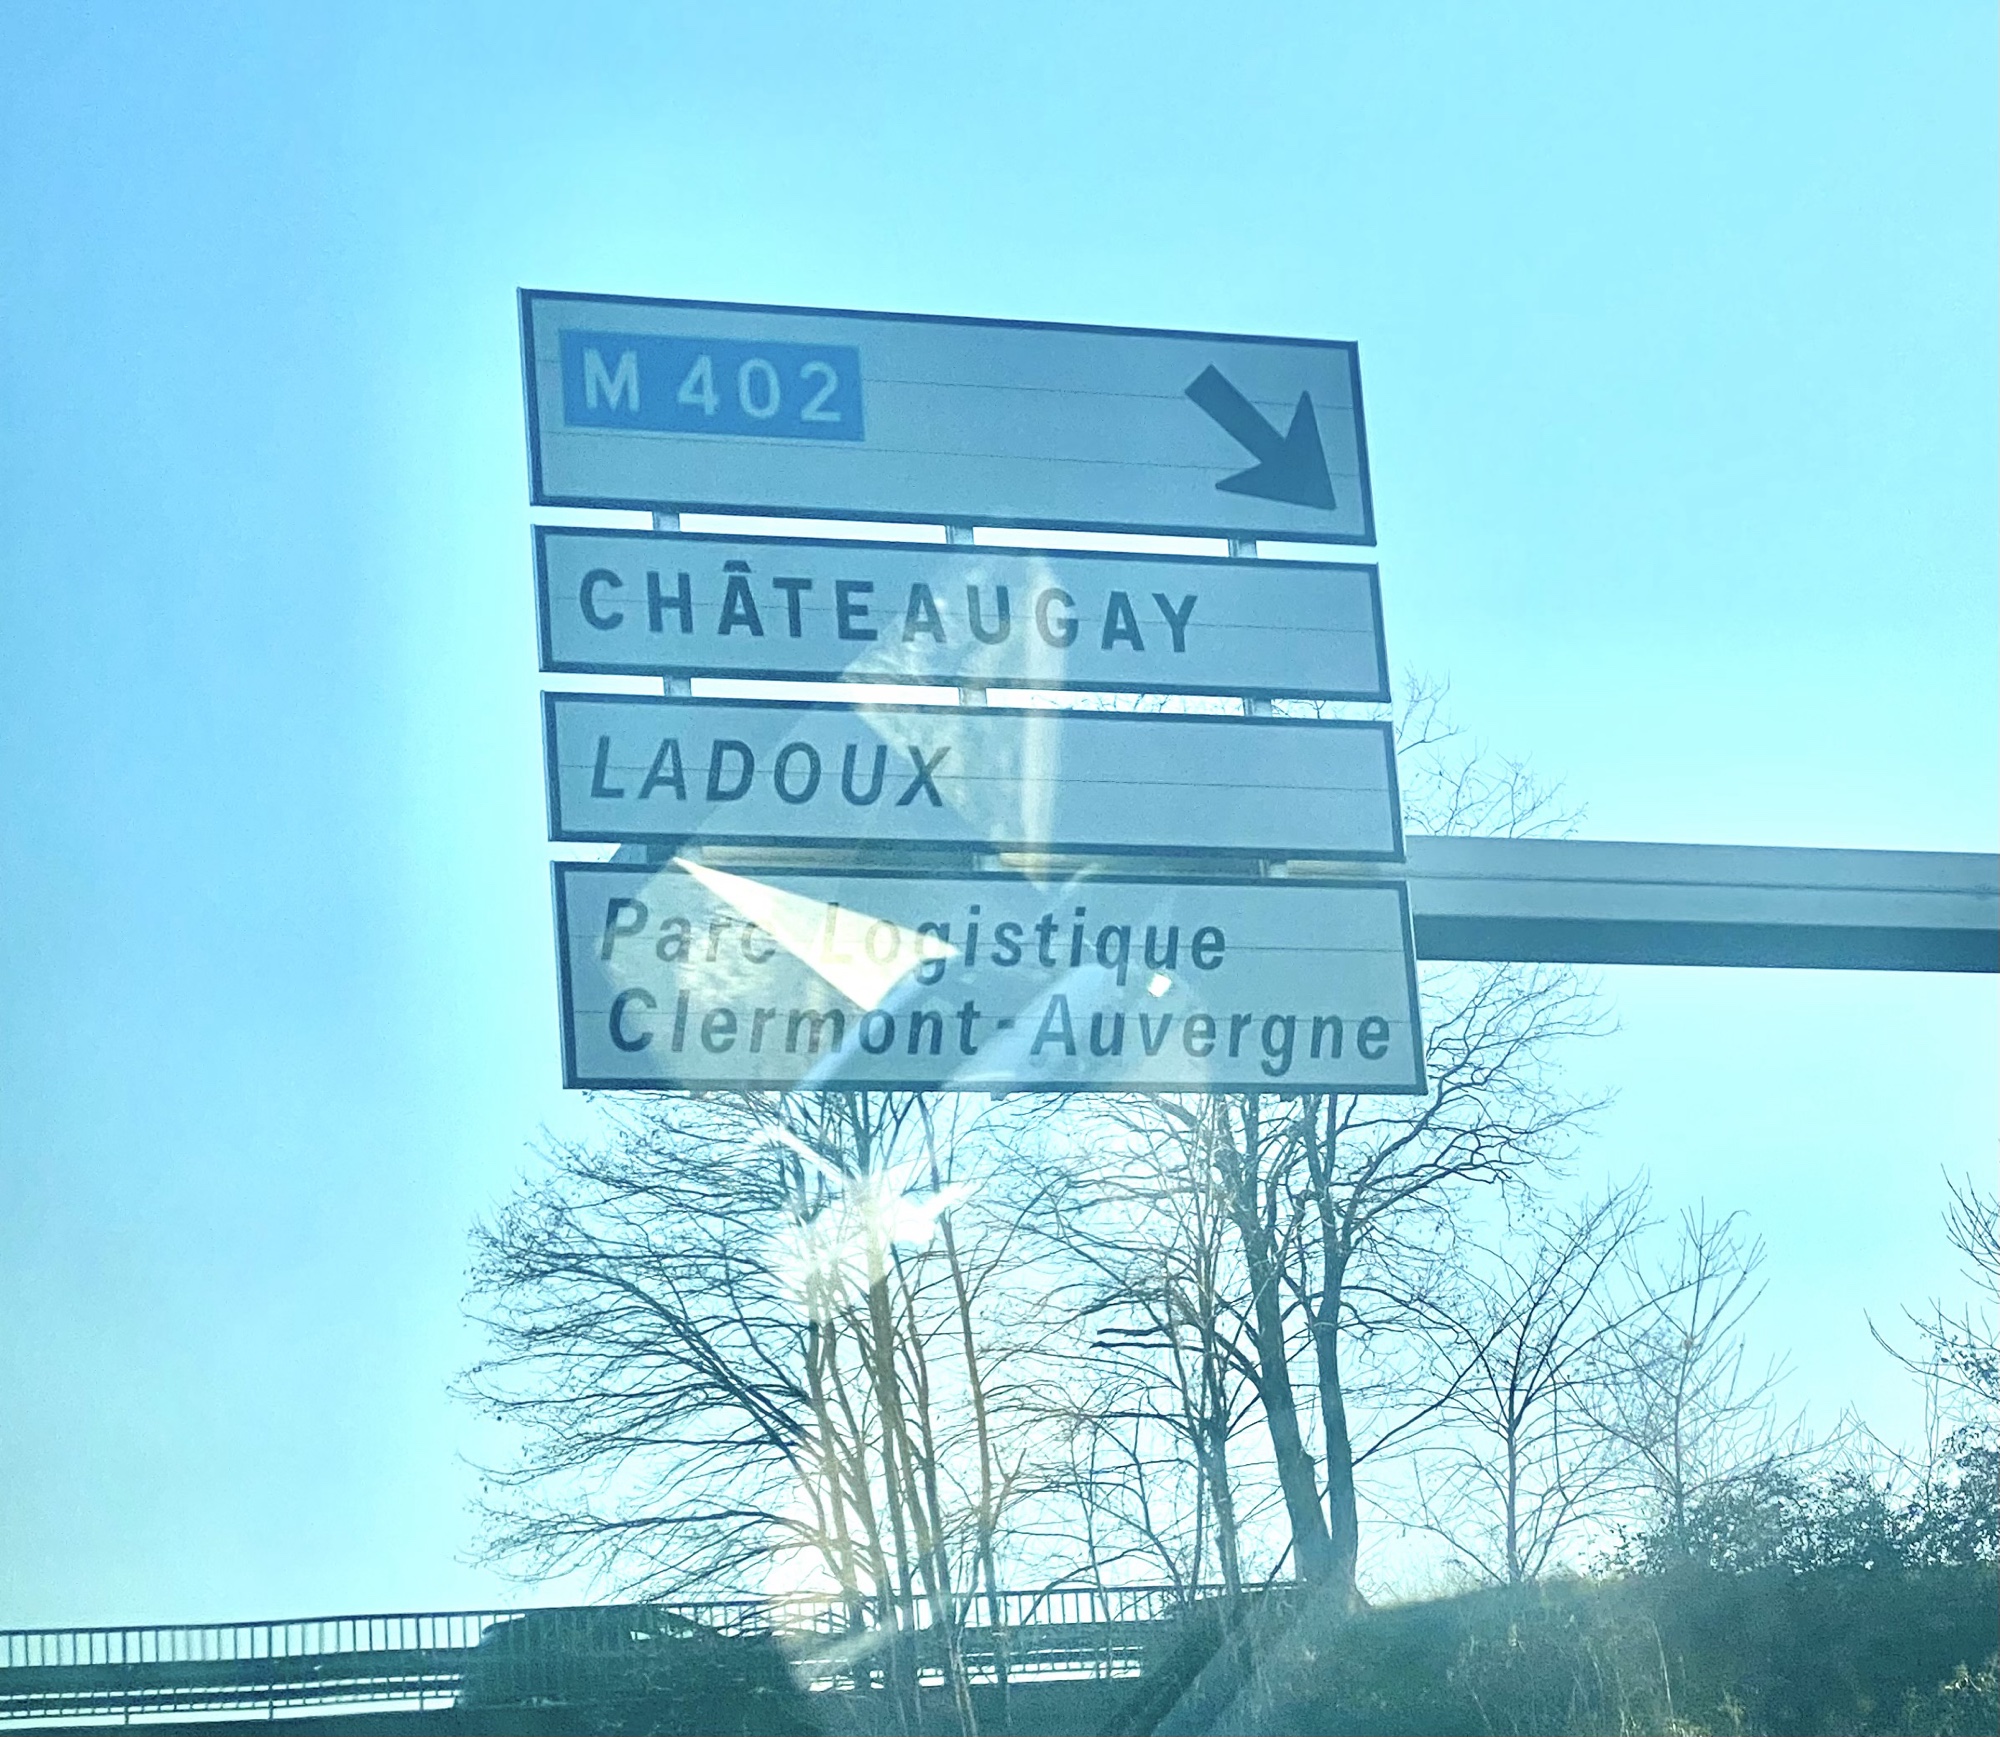 M 402
CHÂTEAUGAY
LADOUX
Parc Logistique
Clermont-Auvergne